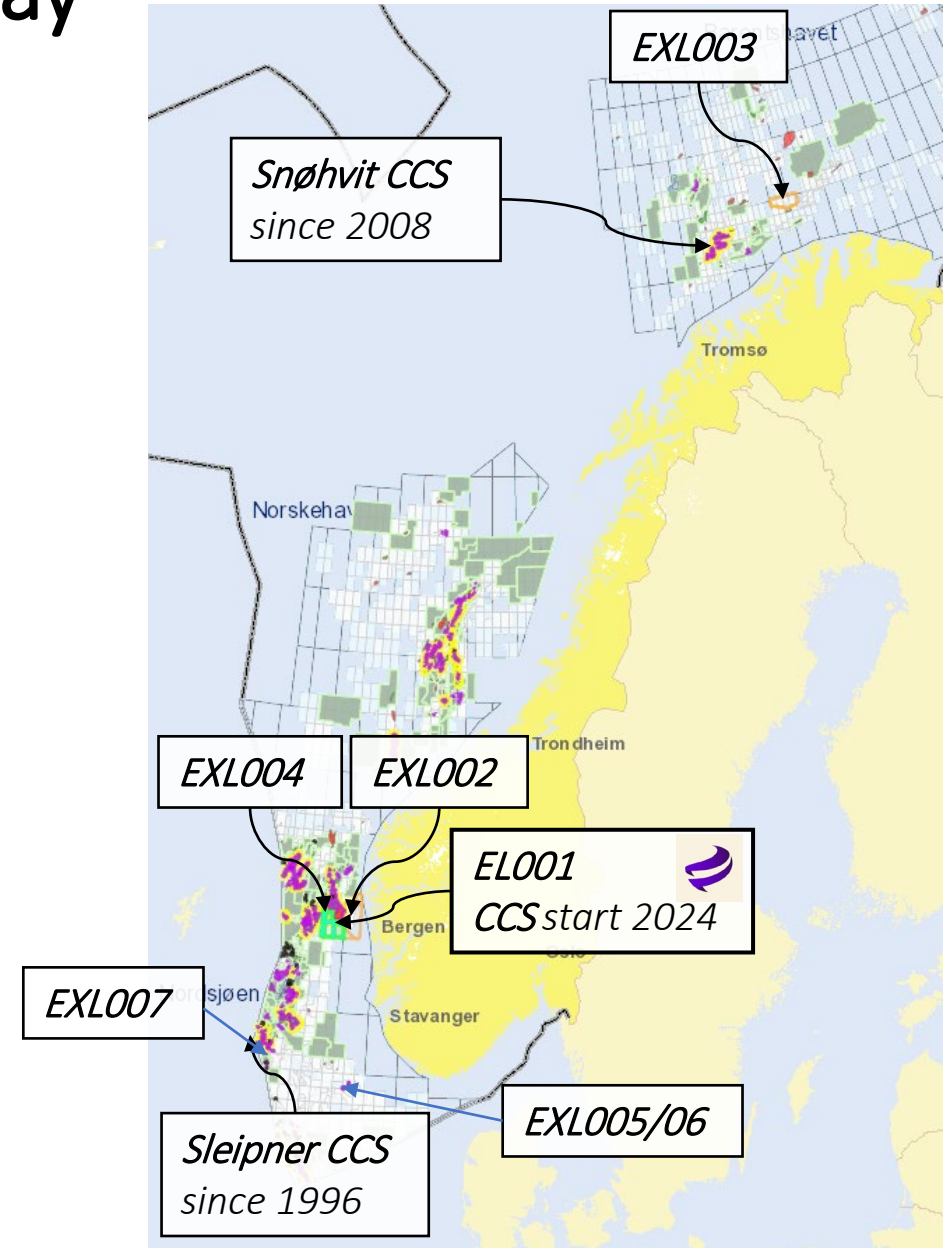 ay
EXL003
Snøhvit CCS
since 2008
Tromsø
Norskehav
Trondheim
EXL004
EXL002
EL001
CCS start 2024
Bergen
EXL007
sjøen
Stavanger
EXL005/06
Sleipner CCS
since 1996